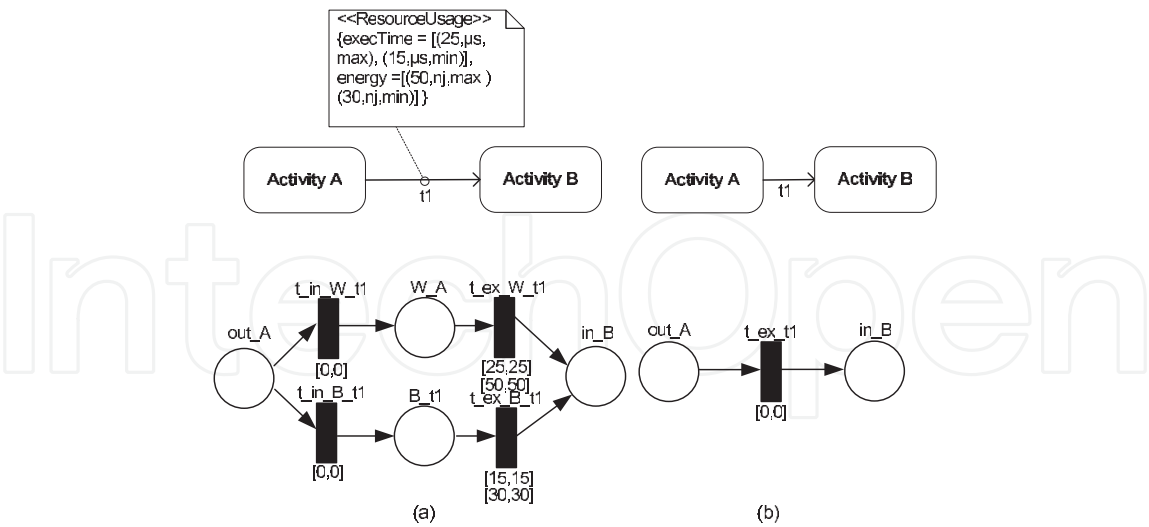 <<ResourceUsage>>
{execTime = [(25,µs,
max), (15,µs,min)],
energy =[(50,nj,max )
(30,nj,min)] }
Activity A
t1
Activity B
Activity A
t1
Activity B
IntechOpen
t_in_W_t1
W_A
t_ex_W_t1
out_A
in_B
[0,0]
[25,25]
[50,50]
t_in_B_t1
B_t1
t_ex_B_t1
[0,0]
[15,15]
[30,30]
(a)
out_A
t_ex_t1
in_B
[0,0]
(b)